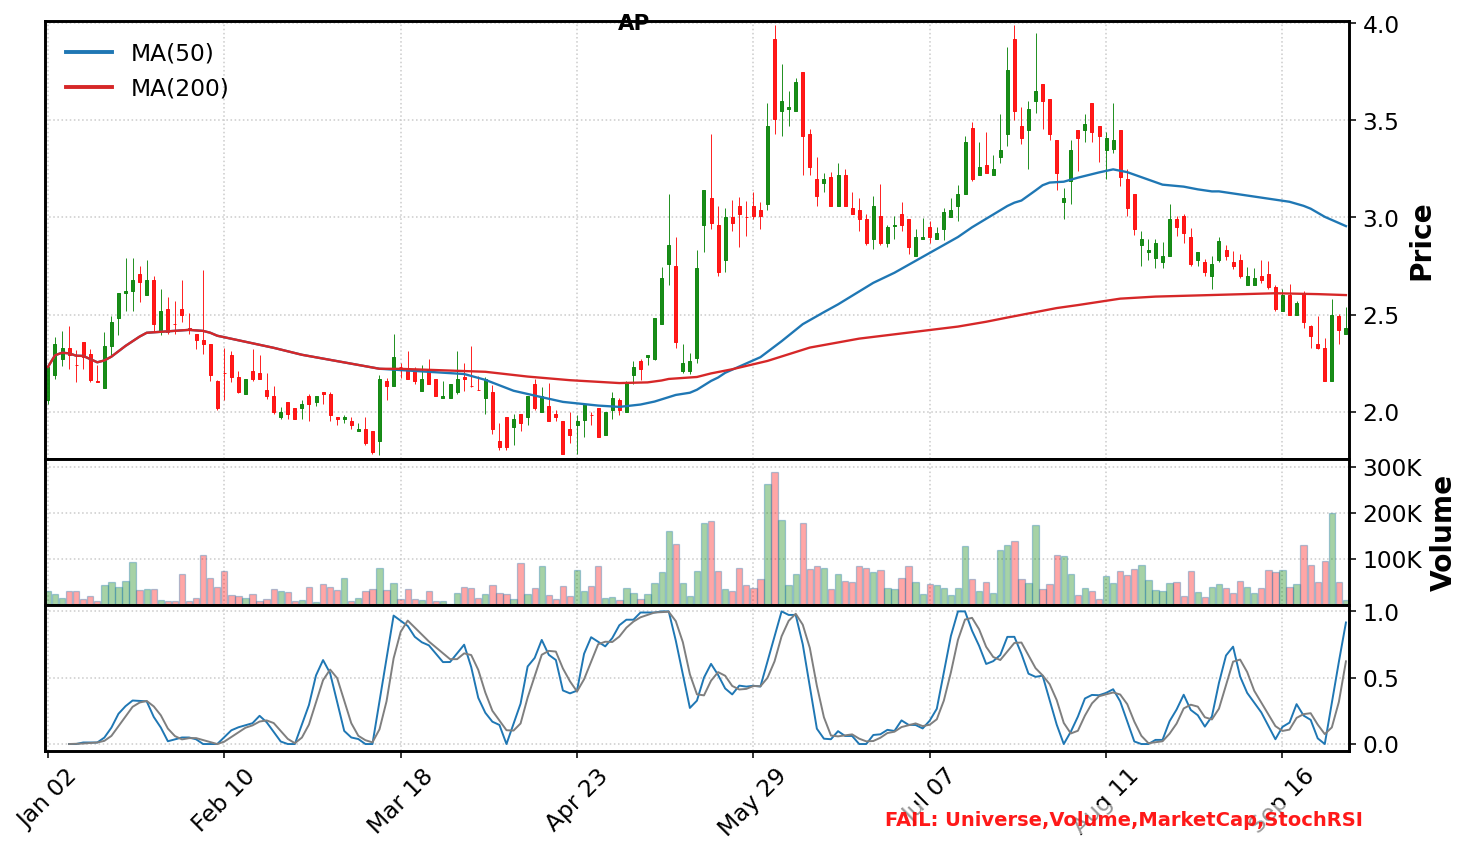 AP
MA(50)
MA(200)
4.0
3.5
3.0
2.5
2.0
Price
300K
200K
100K
Volume
1.0
0.5
0.0
Jan 02
Feb 10
Mar 18
Apr 23
May 29
Jul 07
Aug 11
Sep 16
FAIL: Universe,Volume,MarketCap,StochRSI